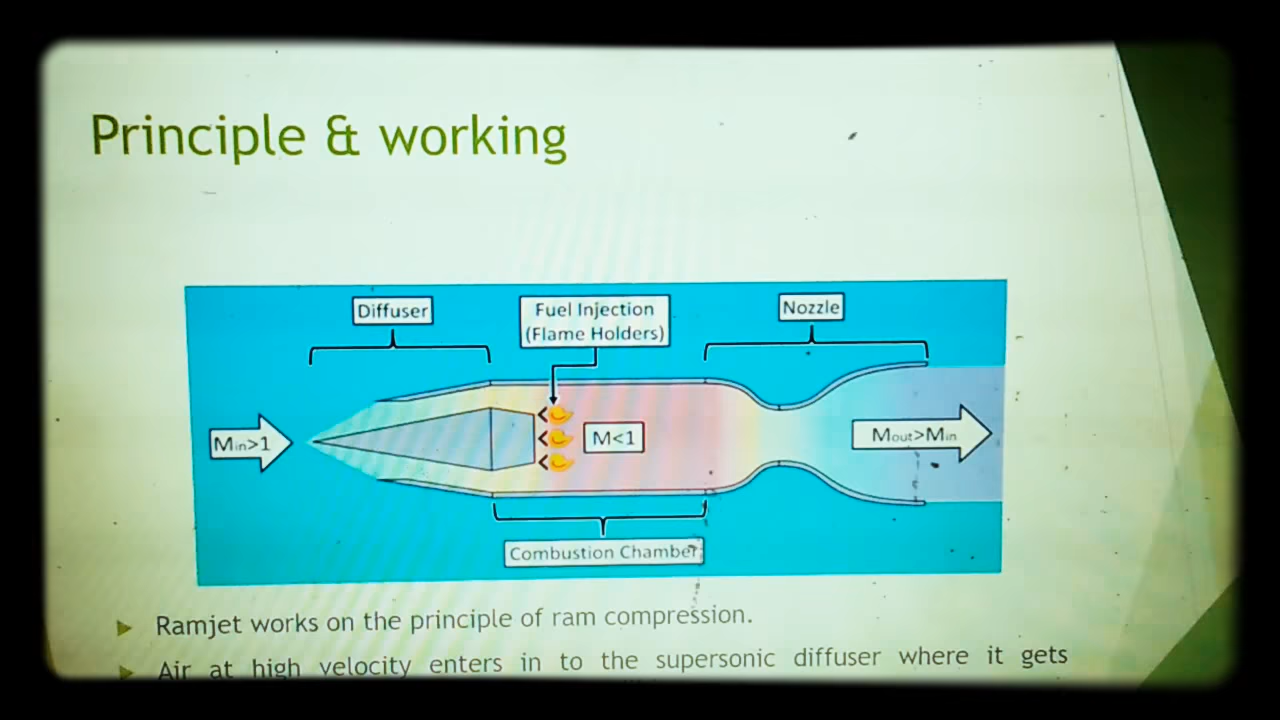 Principle & working
Diffuser
Fuel Injection
(Flame Holders)
Nozzle
Min>1
M<1
Mout>Min
Combustion Chamber
Ramjet works on the principle of ram compression.
Air at high velocity enters in to the supersonic diffuser where it gets